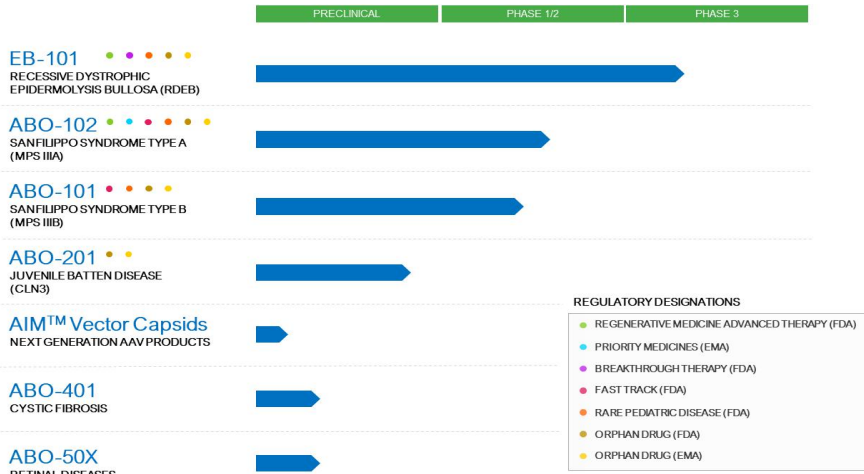 PRECLINICAL PHASE 1/2 PHASE 3
EB-101
RECESSIVE DYSTROPHIC
EPIDERMOLYSIS BULLOSA (RDEB)
ABO-102
SANFILIPPO SYNDROME TYPE A
(MPS IIIA)
ABO-101
SANFILIPPO SYNDROME TYPE B
(MPS IIIB)
ABO-201
JUVENILE BATTEN DISEASE
(CLN3)
AIM™ Vector Capsids
NEXT GENERATION AAV PRODUCTS
ABO-401
CYSTIC FIBROSIS
ABO-50X
RETINAL DISEASES
REGULATORY DESIGNATIONS
REGENERATIVE MEDICINE ADVANCED THERAPY (FDA)
PRIORITY MEDICINES (EMA)
BREAKTHROUGH THERAPY (FDA)
FAST TRACK (FDA)
RARE PEDIATRIC DISEASE (FDA)
ORPHAN DRUG (FDA)
ORPHAN DRUG (EMA)